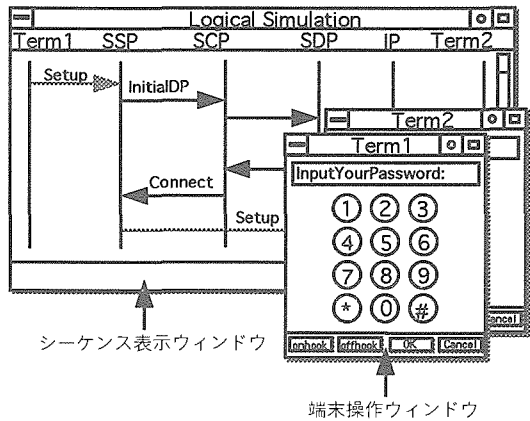 Logical Simulation
Term1 SSP SCP SDP IP Term2
Setup
InitialDP
Term2
Term1
InputYourPassword:
Connect
1 2 3
Setup
4 5 6
7 8 9
* 0 #
onhook offhook OK Cancel
Cancel
シーケンス表示ウィンドウ
端末操作ウィンドウ